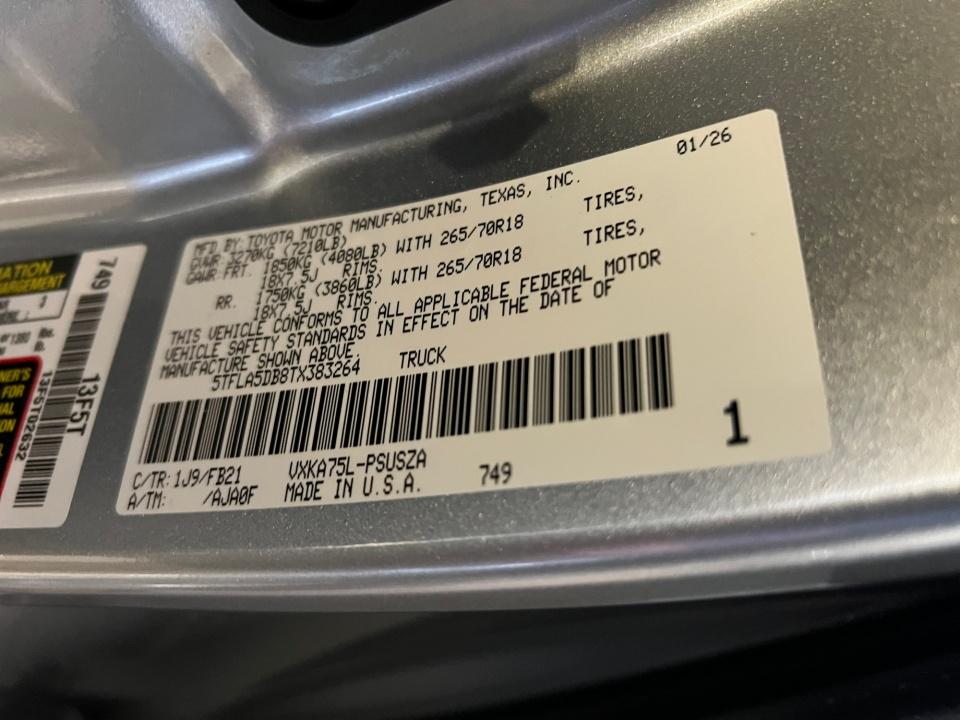 01/26
MFD BY: TOYOTA MOTOR MANUFACTURING, TEXAS, INC.
GVWR 3270KG (7210LB)
GAWR: FRT. 1850KG (4080LB) WITH 265/70R18 TIRES,
18X7.5J RIMS.
RR. 1750KG (3860LB) WITH 265/70R18 TIRES,
18X7.5J RIMS.
THIS VEHICLE CONFORMS TO ALL APPLICABLE FEDERAL MOTOR
VEHICLE SAFETY STANDARDS IN EFFECT ON THE DATE OF
MANUFACTURE SHOWN ABOVE.
5TFLA5DB8TX383264 TRUCK
1
C/TR: 1J9/FB21 VXKA75L-PSUSZA 749
A/TM: /AJA0F MADE IN U.S.A.
749
13F5T
13F5T02632